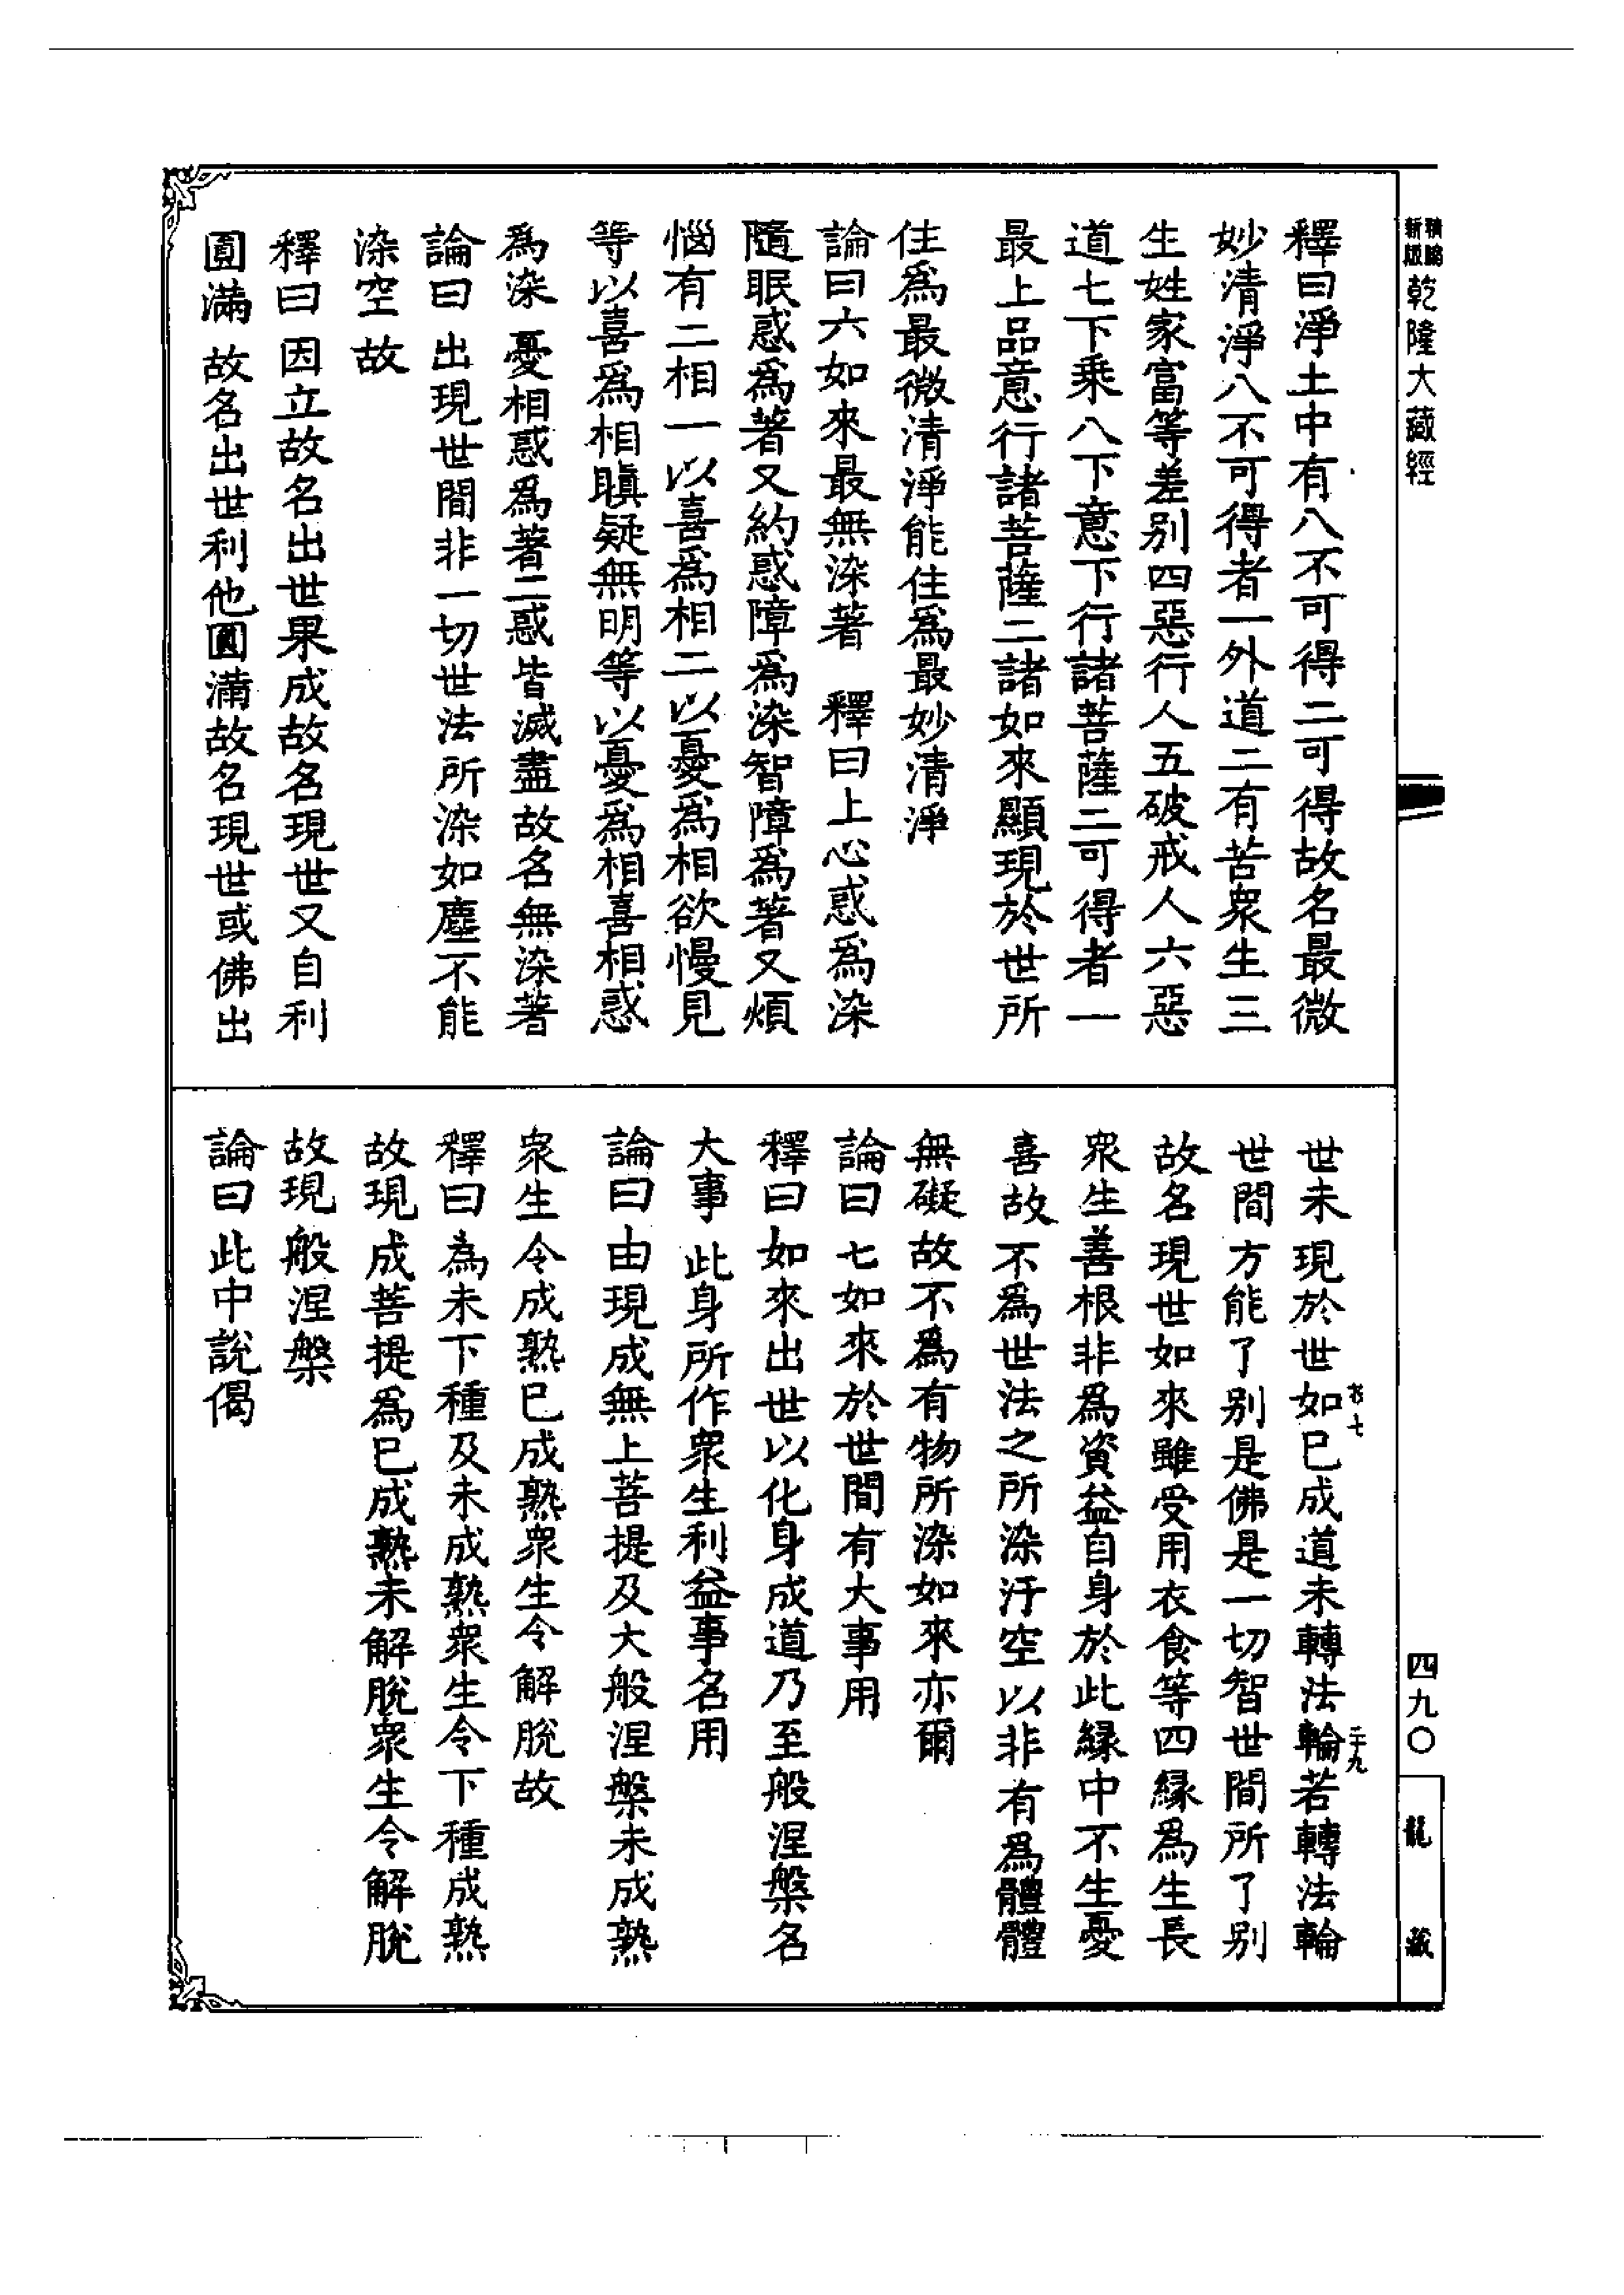 新版
精縮
乾隆大藏經
釋曰淨土中有八不可得二可得故名最微
妙清淨八不可得者一外道二有苦衆生三
生姓家富等差别四惡行人五破戒人六惡
道七下乘八下意下行諸菩薩二可得者一
最上品意行諸菩薩二諸如來顯現於世所
住爲最微清淨能住爲最妙清淨
論曰六如來最無染著 釋曰上心惑爲染
隨眠惑爲著又約惑障爲染智障爲著又煩
惱有二相一以喜爲相二以憂爲相欲慢見
等以喜爲相瞋疑無明等以憂爲相喜相惑
爲染憂相惑爲著二惑皆滅盡故名無染著
論曰出現世間非一切世法所染如塵不能
染空故
釋曰因立故名出世果成故名現世又自利
圓滿故名出世利他圓滿故名現世或佛出
世未現於世如已成道未轉法輪若轉法輪
世間方能了别是佛是一切智世間所了别
故名現世如來雖受用衣食等四緣爲生長
衆生善根非爲資益自身於此緣中不生憂
喜故不爲世法之所染汙空以非有爲體體
無礙故不爲有物所染如來亦爾
論曰七如來於世間有大事用
釋曰如來出世以化身成道乃至般涅槃名
大事此身所作衆生利益事名用
論曰由現成無上菩提及大般涅槃未成熟
衆生令成熟已成熟衆生令解脫故
釋曰為未下種及未成熟衆生令下種成熟
故現成菩提爲已成熟未解脫衆生令解脫
故現般涅槃
論曰此中說偈
四九〇
龍藏